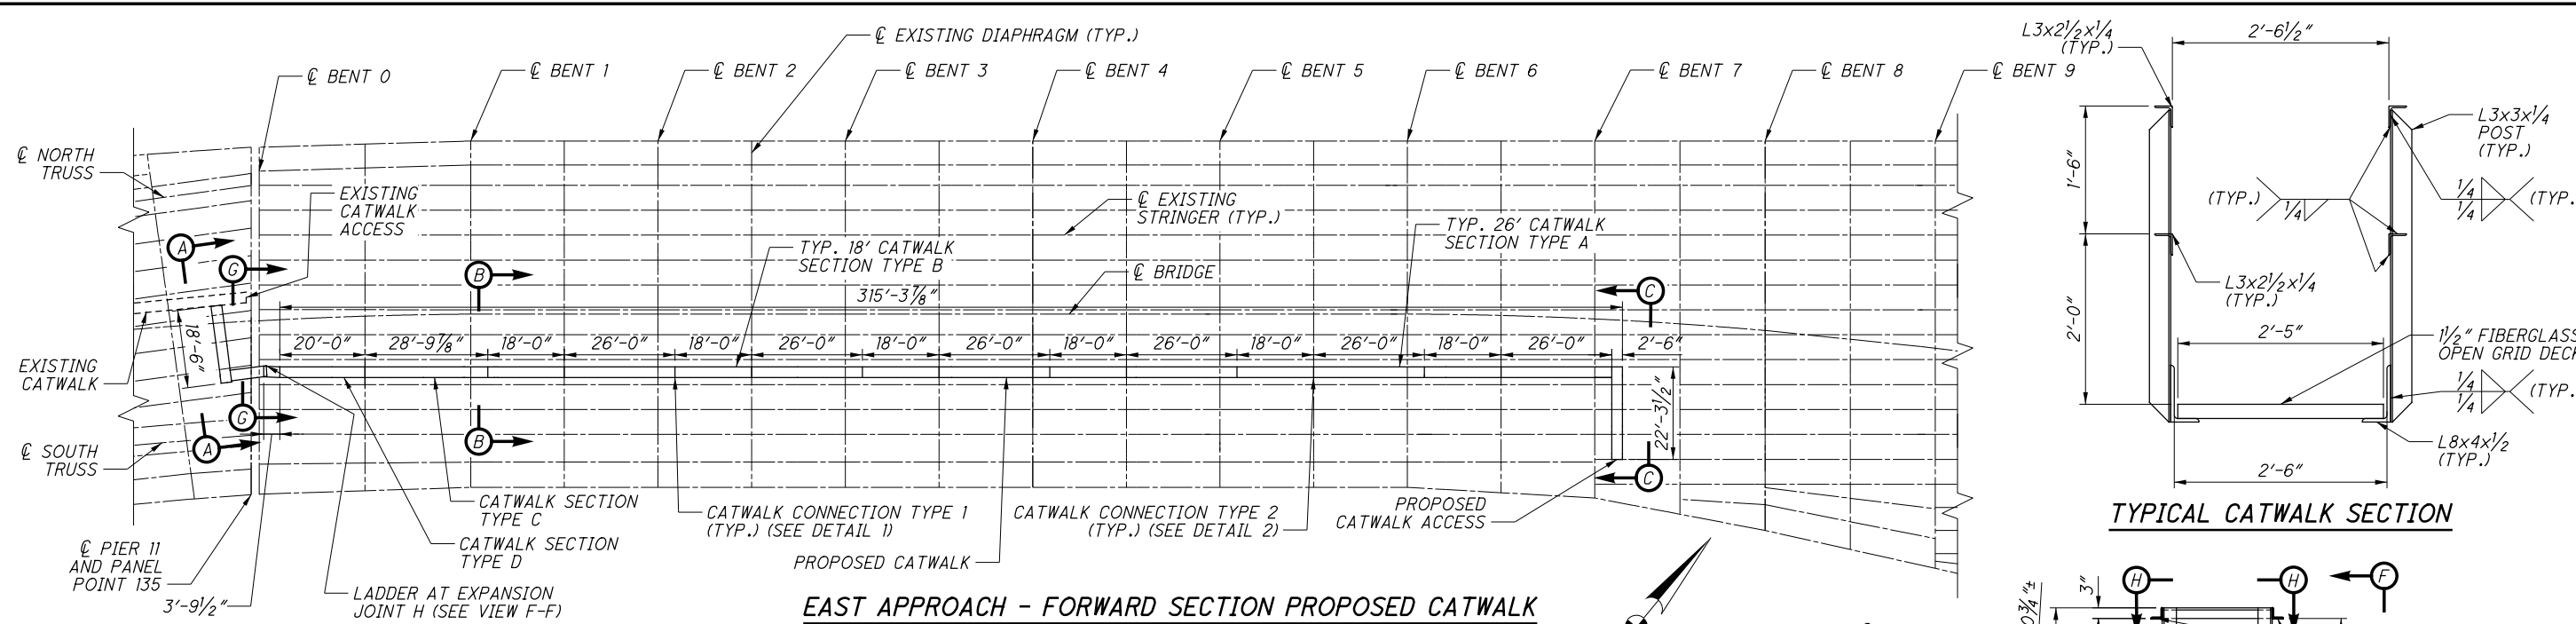 ℄ EXISTING DIAPHRAGM (TYP.)
℄ BENT 0
℄ BENT 1
℄ BENT 2
℄ BENT 3
℄ BENT 4
℄ BENT 5
℄ BENT 6
℄ BENT 7
℄ BENT 8
℄ BENT 9
℄ NORTH
TRUSS
EXISTING
CATWALK
ACCESS
℄ EXISTING
STRINGER (TYP.)
TYP. 18' CATWALK
SECTION TYPE B
TYP. 26' CATWALK
SECTION TYPE A
℄ BRIDGE
A
G
B
C
315'-3⅞"
18'-6"
20'-0"
28'-9⅞"
18'-0"
26'-0"
18'-0"
26'-0"
18'-0"
26'-0"
18'-0"
26'-0"
18'-0"
26'-0"
18'-0"
26'-0"
2'-6"
EXISTING
CATWALK
22'-3½"
G
A
B
C
℄ SOUTH
TRUSS
CATWALK SECTION
TYPE C
CATWALK CONNECTION TYPE 1
(TYP.) (SEE DETAIL 1)
CATWALK CONNECTION TYPE 2
(TYP.) (SEE DETAIL 2)
PROPOSED
CATWALK ACCESS
℄ PIER 11
AND PANEL
POINT 135
CATWALK SECTION
TYPE D
PROPOSED CATWALK
3'-9½"
LADDER AT EXPANSION
JOINT H (SEE VIEW F-F)
EAST APPROACH - FORWARD SECTION PROPOSED CATWALK
L3x2½x¼
(TYP.)
2'-6½"
L3x3x¼
POST
(TYP.)
1'-6"
(TYP.)
¼
¼
¼
(TYP.
L3x2½x¼
(TYP.)
2'-0"
2'-5"
1½" FIBERGLASS
OPEN GRID DECK
¼
¼
(TYP.
L8x4x½
(TYP.)
2'-6"
TYPICAL CATWALK SECTION
H
H
F
3"
0¾"±